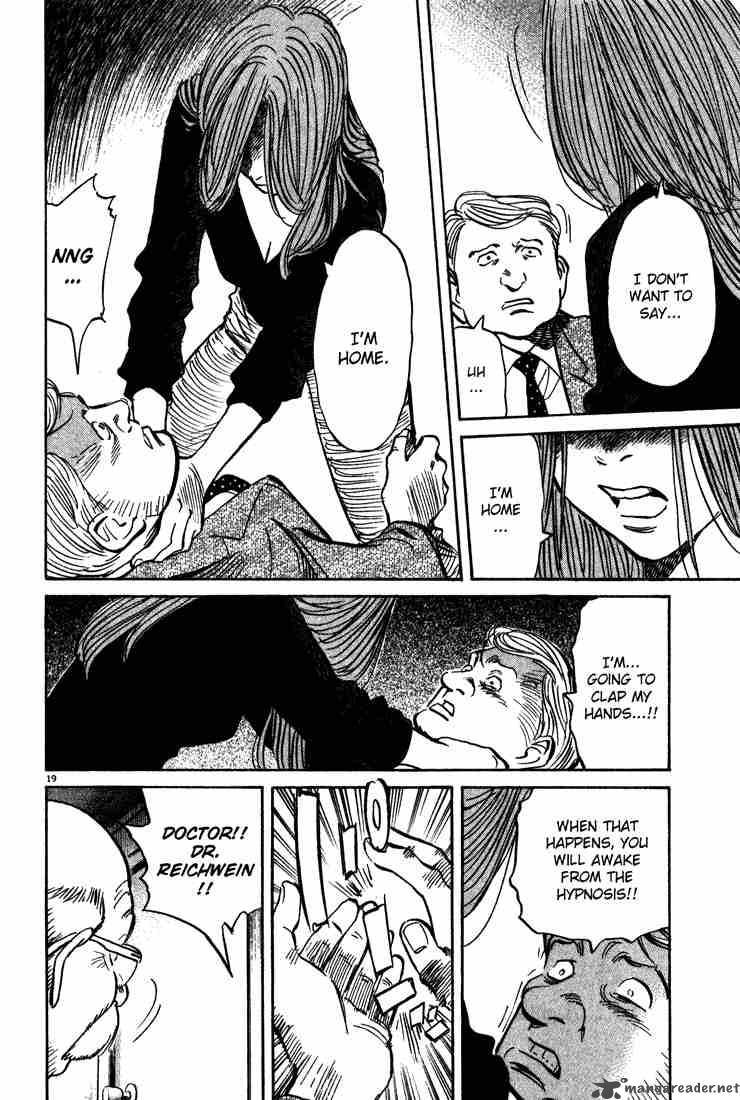 I DON'T
WANT TO
SAY...
UH
...
I'M
HOME
...
I'M
HOME.
NNG
...
I'M...
GOING TO
CLAP MY
HANDS...!!
19
WHEN THAT
HAPPENS, YOU
WILL AWAKE
FROM THE
HYPNOSIS!!
DOCTOR!!
DR.
REICHWEIN
!!
mangareader.net